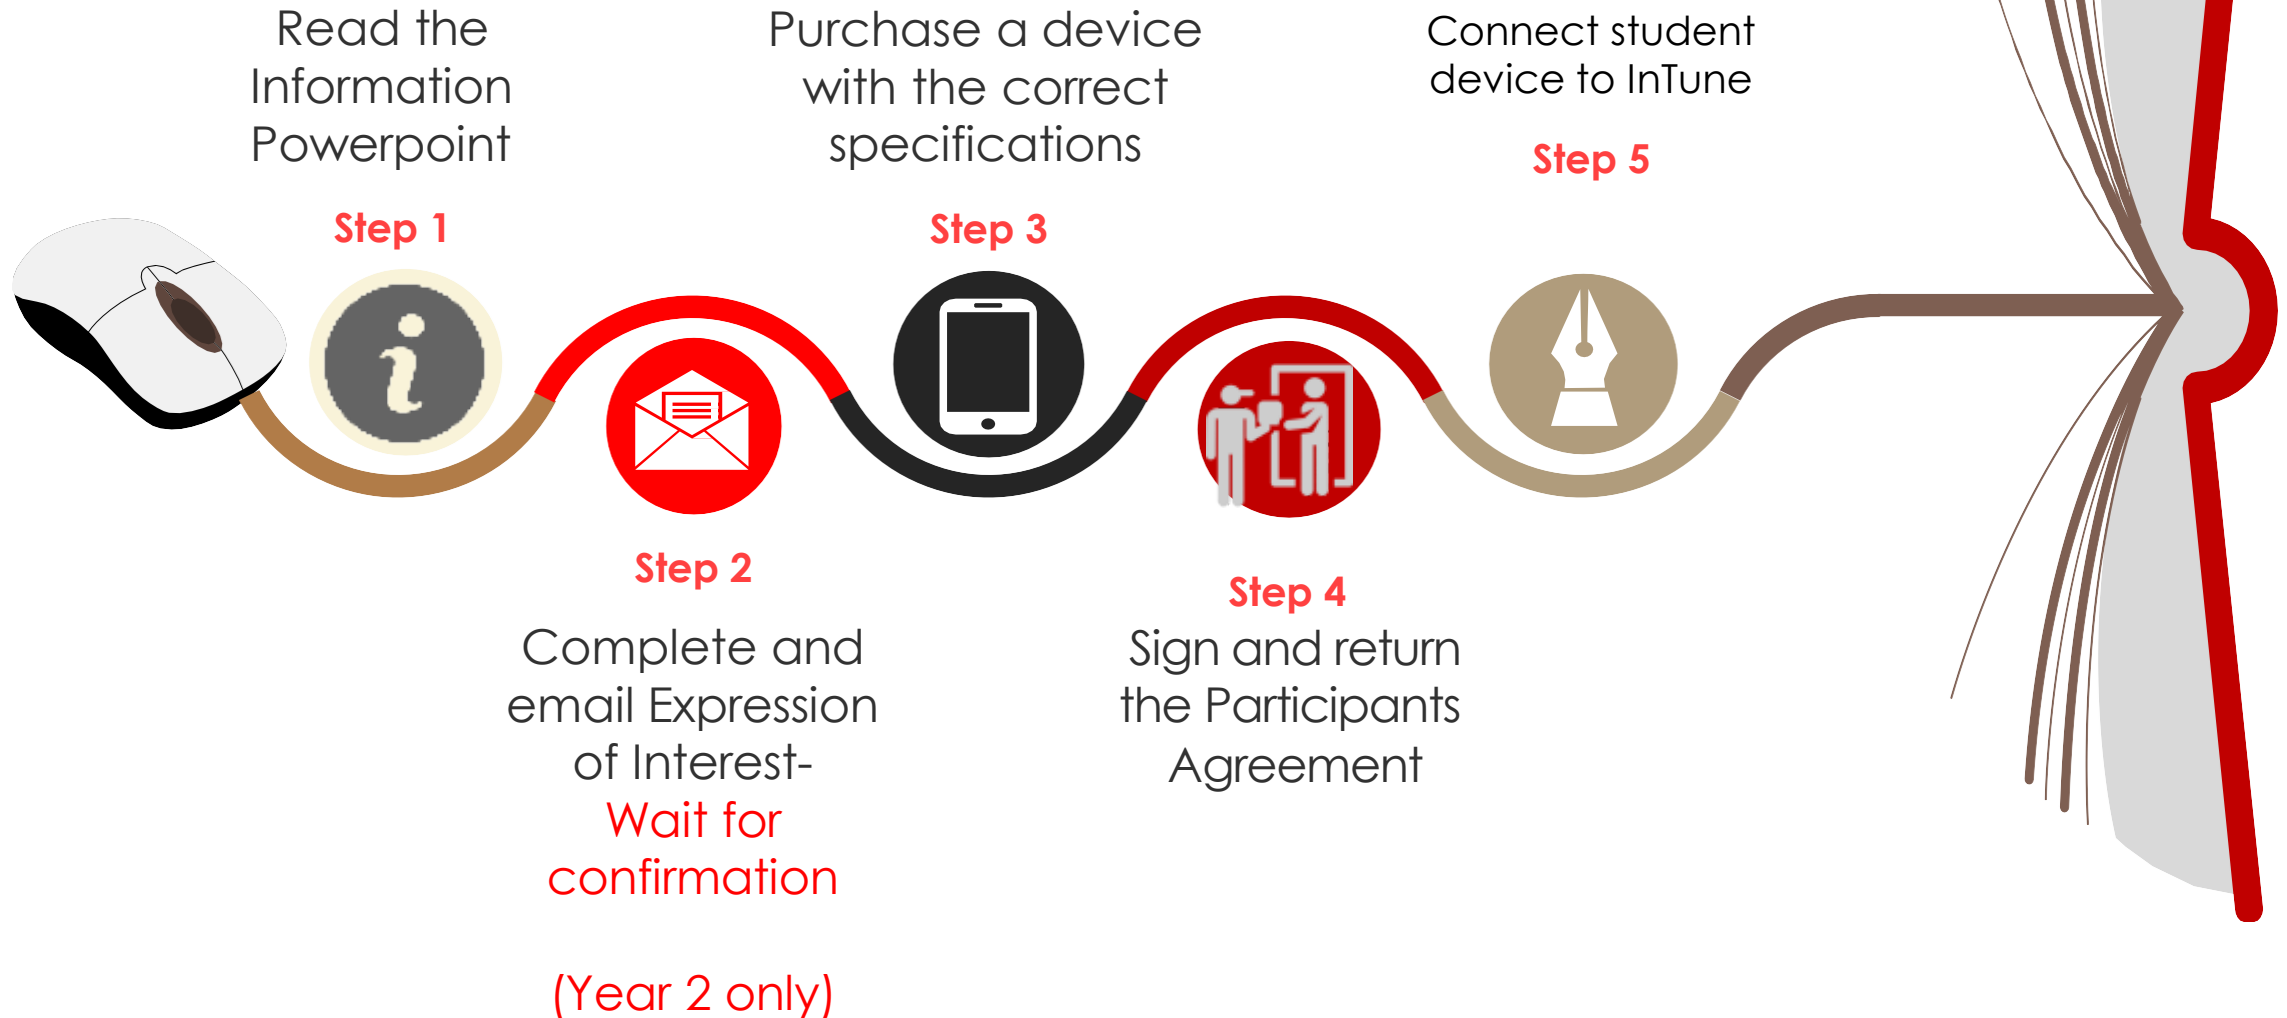 Read the
Information
Powerpoint
Step 1
Step 2
Complete and
email Expression
of Interest-
Wait for
confirmation
(Year 2 only)
Purchase a device
with the correct
specifications
Step 3
Step 4
Sign and return
the Participants
Agreement
Connect student
device to InTune
Step 5